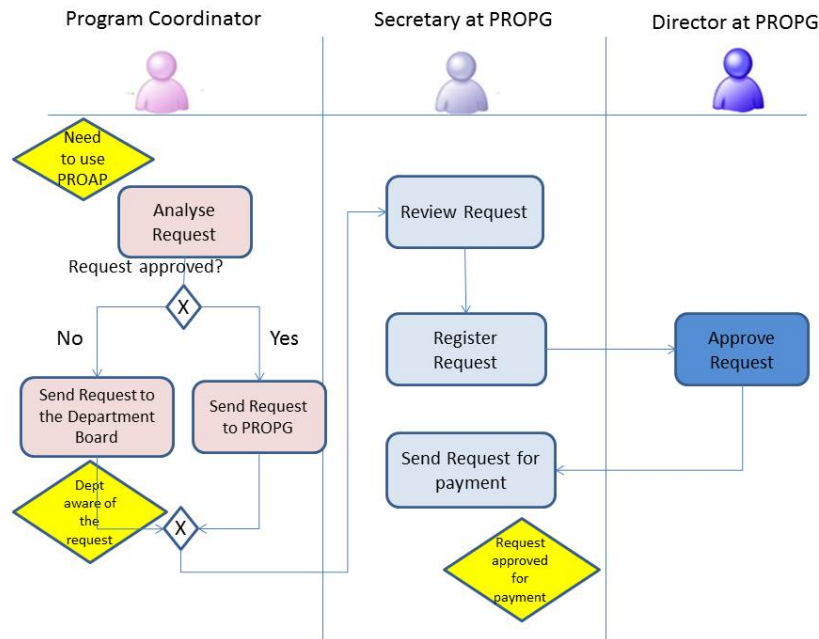 Program Coordinator
Secretary at PROPG
Director at PROPG
Need
to use
PROAP
Analyse
Request
Request approved?
X
No
Yes
Send Request to
the Department
Board
Send Request
to PROPG
Dept
aware of
the
request
X
Review Request
Register
Request
Approve
Request
Send Request for
payment
Request
approved
for
payment